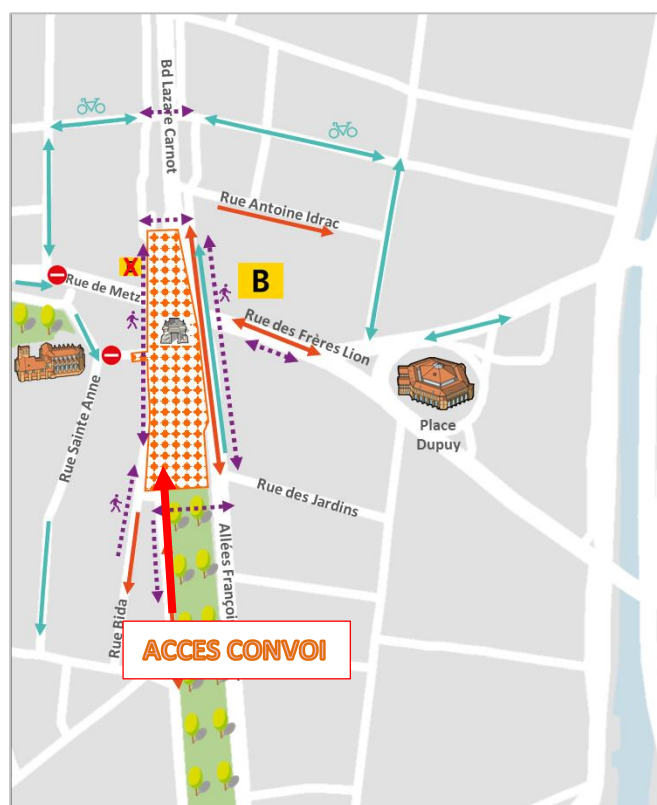 Bd Lazare Carnot
Rue Antoine Idrac
X
Rue de Metz
B
Rue des Frères Lion
Place
Dupuy
Rue Sainte Anne
Rue des Jardins
Allées Françoi
Rue Bida
ACCES CONVOI